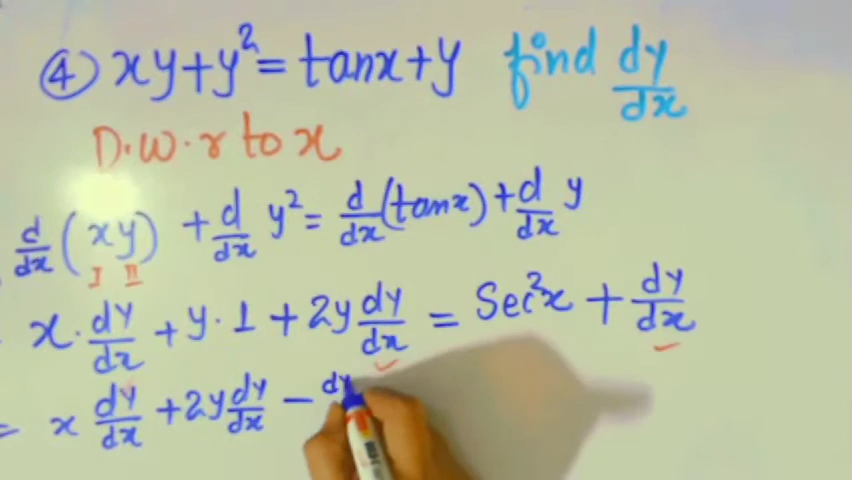 ④ xy+y²= tanx+y find dy/dx
D.w.r to x
d/dx (xy) + d/dx y² = d/dx (tanx) + d/dx y
I II
x·dy/dx + y·1 + 2y dy/dx = Sec²x + dy/dx
= x dy/dx + 2y dy/dx − dy